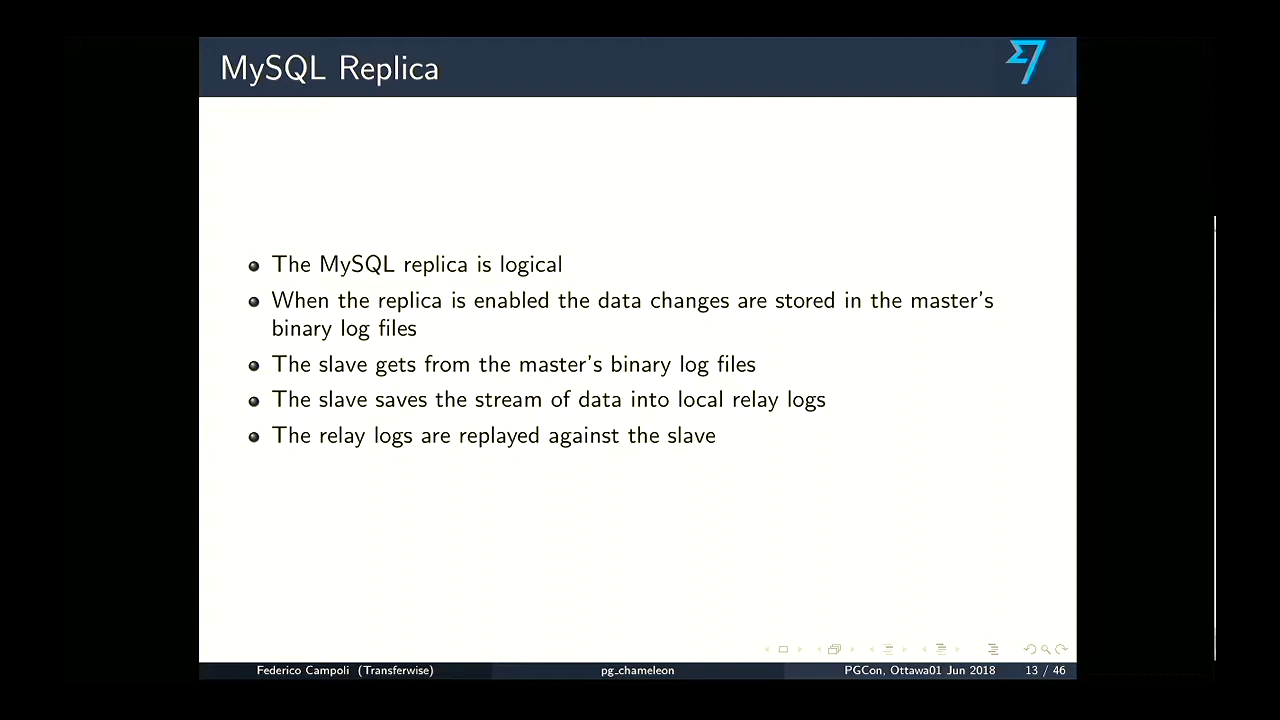 MySQL Replica
The MySQL replica is logical
When the replica is enabled the data changes are stored in the master's
binary log files
The slave gets from the master's binary log files
The slave saves the stream of data into local relay logs
The relay logs are replayed against the slave
Federico Campoli (Transferwise) pg_chameleon PGCon, Ottawa01 Jun 2018 13 / 46